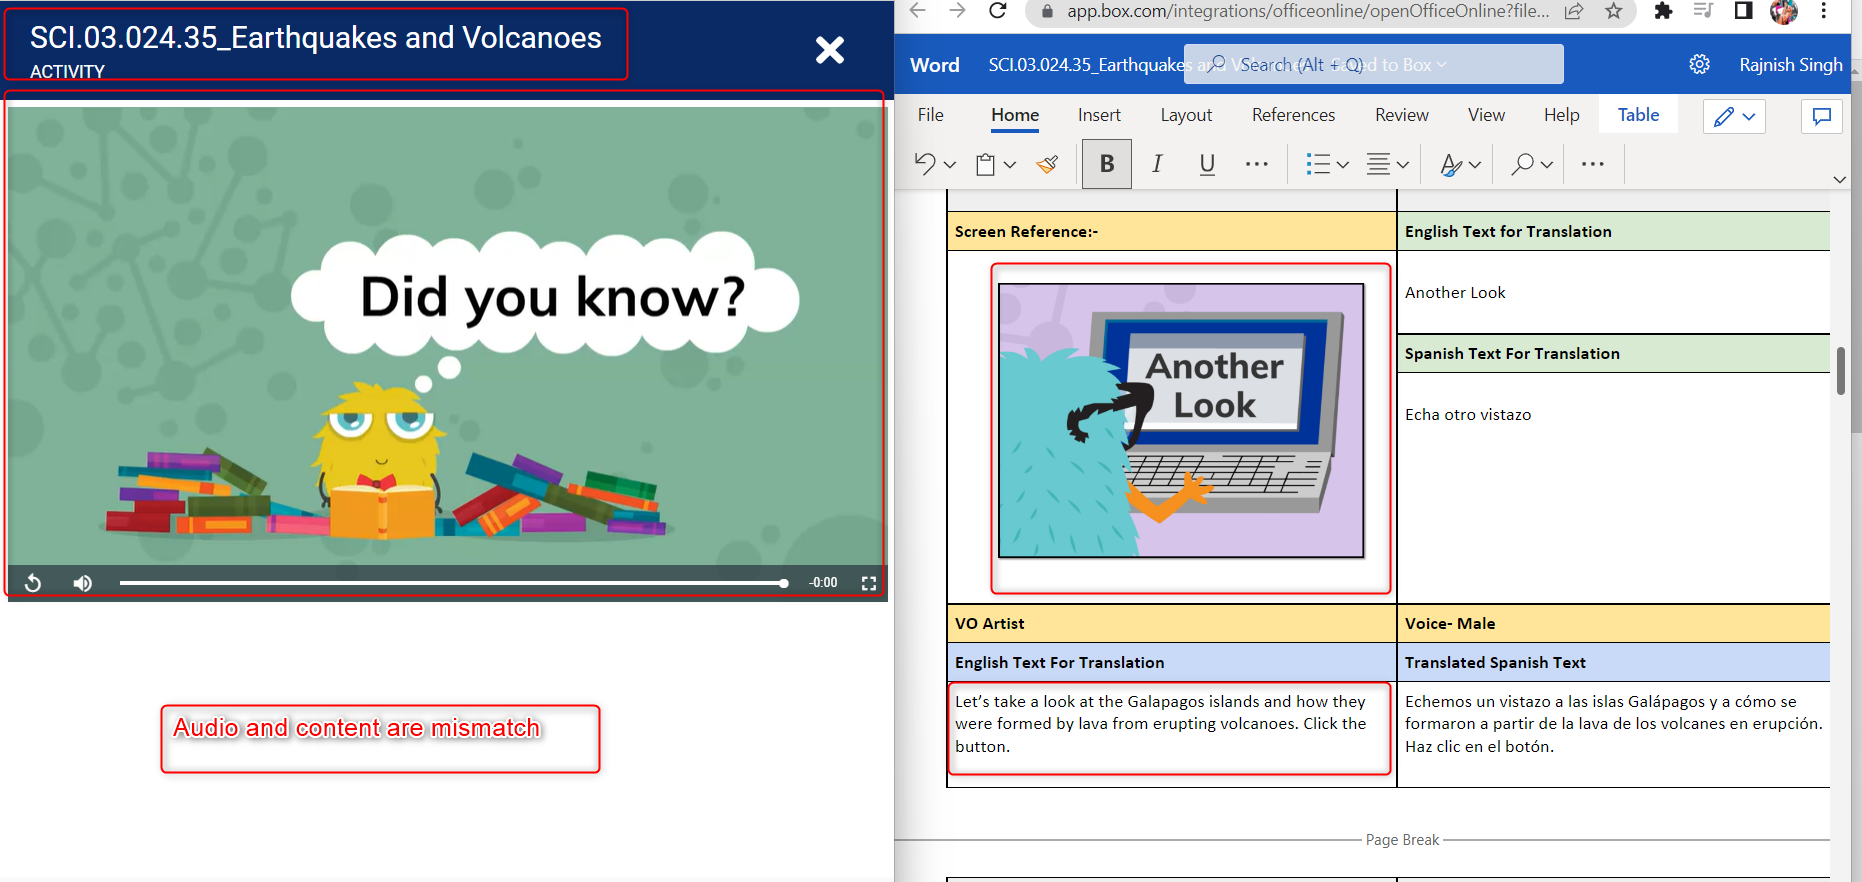 SCI.03.024.35_Earthquakes and Volcanoes
ACTIVITY
Did you know?
-0:00
Audio and content are mismatch
app.box.com/integrations/officeonline/openOfficeOnline?file...
Word SCI.03.024.35_Earthquakes and Search (Alt + Q) to Box Rajnish Singh
File Home Insert Layout References Review View Help Table
B I U
Screen Reference:-
Another
Look
English Text for Translation
Another Look
Spanish Text For Translation
Echa otro vistazo
VO Artist
Voice- Male
English Text For Translation
Translated Spanish Text
Let’s take a look at the Galapagos islands and how they
were formed by lava from erupting volcanoes. Click the
button.
Echemos un vistazo a las islas Galápagos y a cómo se
formaron a partir de la lava de los volcanes en erupción.
Haz clic en el botón.
Page Break